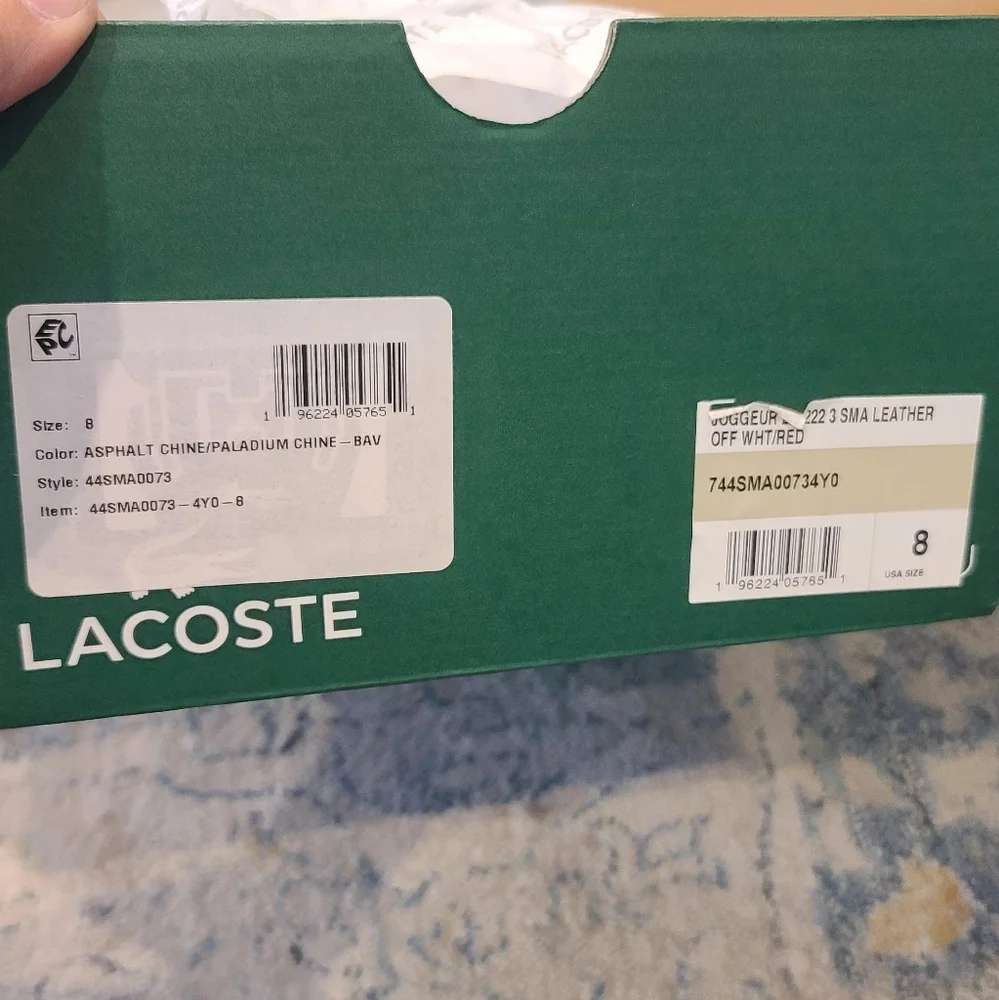 EPC
1 96224 05765 1
Size: 8
Color: ASPHALT CHINE/PALADIUM CHINE – BAV
Style: 44SMA0073
Item: 44SMA0073 – 4Y0 – 8
LACOSTE
JOGGEUR 222 3 SMA LEATHER
OFF WHT/RED
744SMA00734Y0
1 96224 05765 1
8
USA SIZE